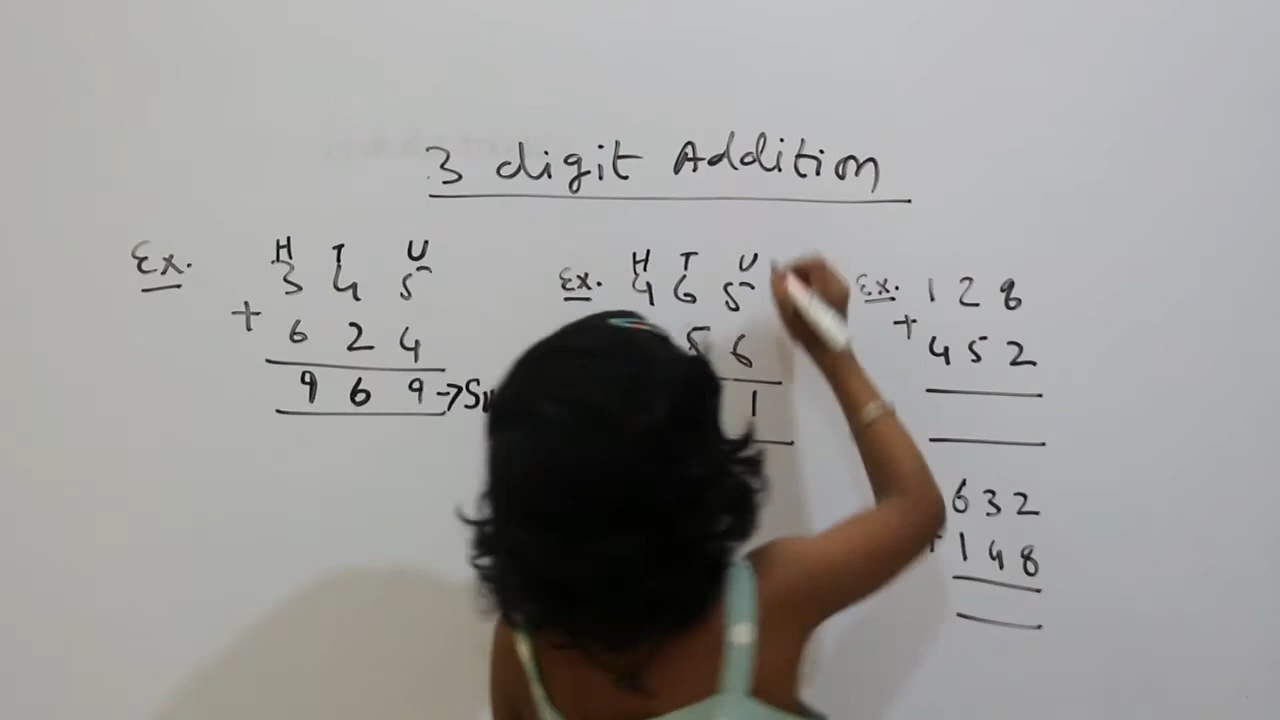 3 digit Addition
Ex. H T U
3 4 5
+ 6 2 4
9 6 9 →
Ex. H T U
4 6 5
5 6
1
Ex. 1 2 8
+ 4 5 2
6 3 2
+ 1 4 8